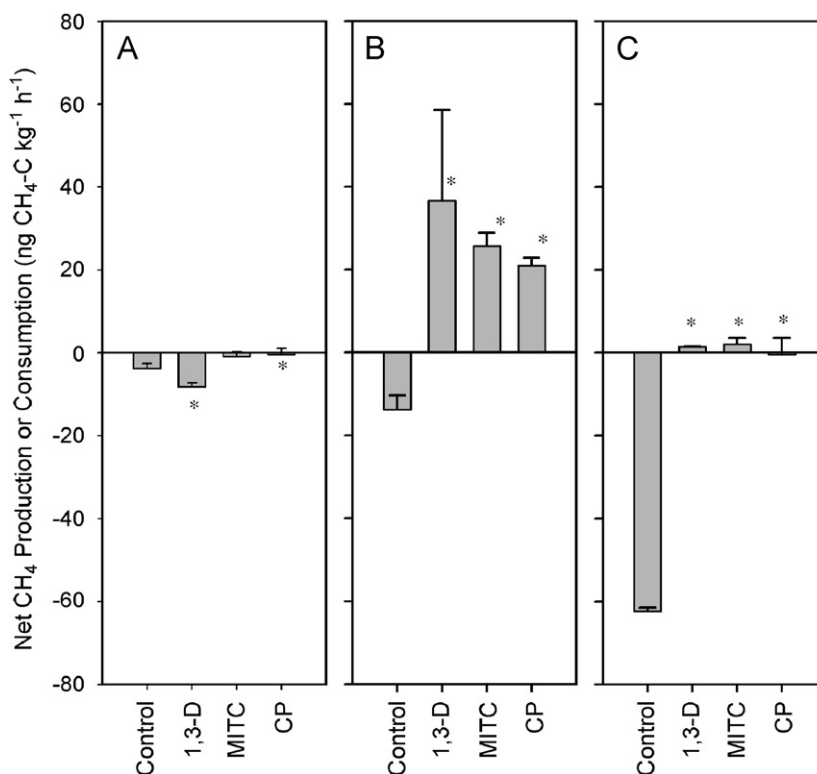 Net CH₄ Production or Consumption (ng CH₄-C kg⁻¹ h⁻¹)
80
60
40
20
0
-20
-40
-60
-80
A
*
*
Control
1,3-D
MITC
CP
B
*
*
*
Control
1,3-D
MITC
CP
C
*
*
*
Control
1,3-D
MITC
CP